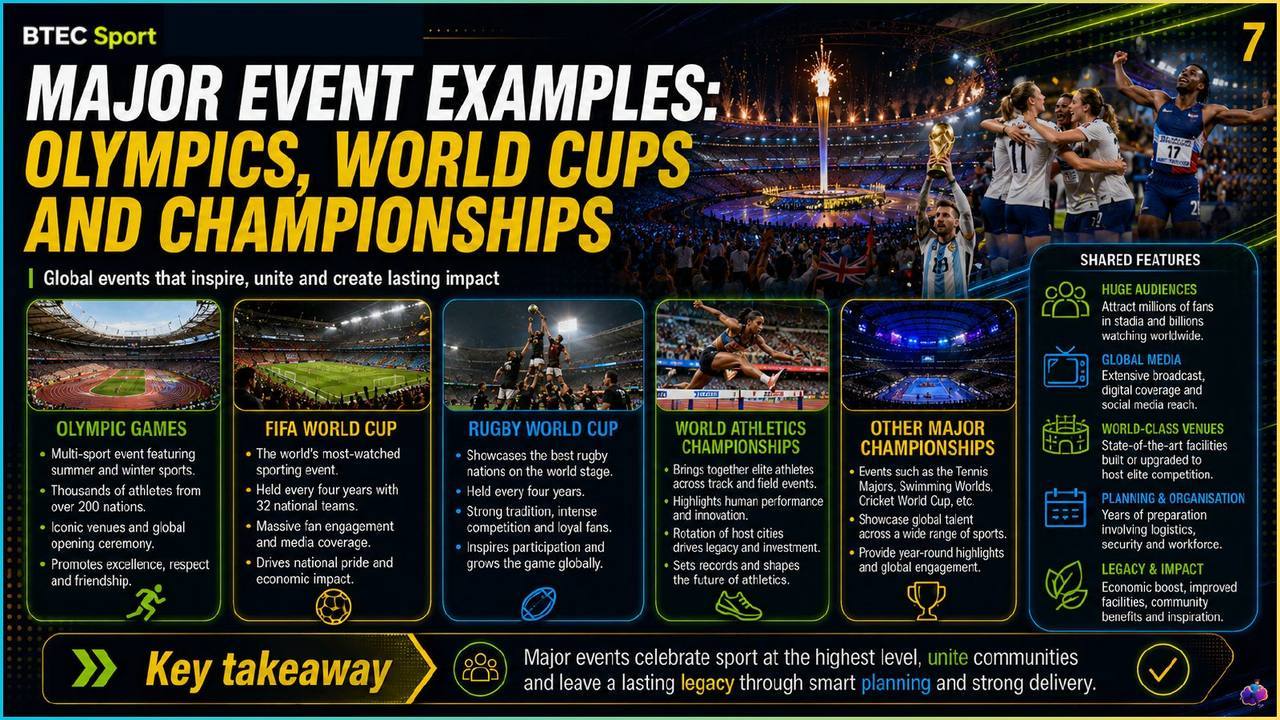 BTEC Sport
7
MAJOR EVENT EXAMPLES:
OLYMPICS, WORLD CUPS
AND CHAMPIONSHIPS
Global events that inspire, unite and create lasting impact
11
17
OLYMPIC GAMES
• Multi-sport event featuring
summer and winter sports.
• Thousands of athletes from
over 200 nations.
• Iconic venues and global
opening ceremony.
• Promotes excellence, respect
and friendship.
FIFA WORLD CUP
• The world's most-watched
sporting event.
• Held every four years with
32 national teams.
• Massive fan engagement
and media coverage.
• Drives national pride and
economic impact.
RUGBY WORLD CUP
• Showcases the best rugby
nations on the world stage.
• Held every four years.
• Strong tradition, intense
competition and loyal fans.
• Inspires participation and
grows the game globally.
WORLD ATHLETICS
CHAMPIONSHIPS
• Brings together elite athletes
across track and field events.
• Highlights human performance
and innovation.
• Rotation of host cities
drives legacy and investment.
• Sets records and shapes
the future of athletics.
OTHER MAJOR
CHAMPIONSHIPS
• Events such as the Tennis
Majors, Swimming Worlds,
Cricket World Cup, etc.
• Showcase global talent
across a wide range of sports.
• Provide year-round highlights
and global engagement.
SHARED FEATURES
HUGE AUDIENCES
Attract millions of fans
in stadia and billions
watching worldwide.
GLOBAL MEDIA
Extensive broadcast,
digital coverage and
social media reach.
WORLD-CLASS VENUES
State-of-the-art facilities
built or upgraded to
host elite competition.
PLANNING & ORGANISATION
Years of preparation
involving logistics,
security and workforce.
LEGACY & IMPACT
Economic boost, improved
facilities, community
benefits and inspiration.
Key takeaway
Major events celebrate sport at the highest level, unite communities
and leave a lasting legacy through smart planning and strong delivery.